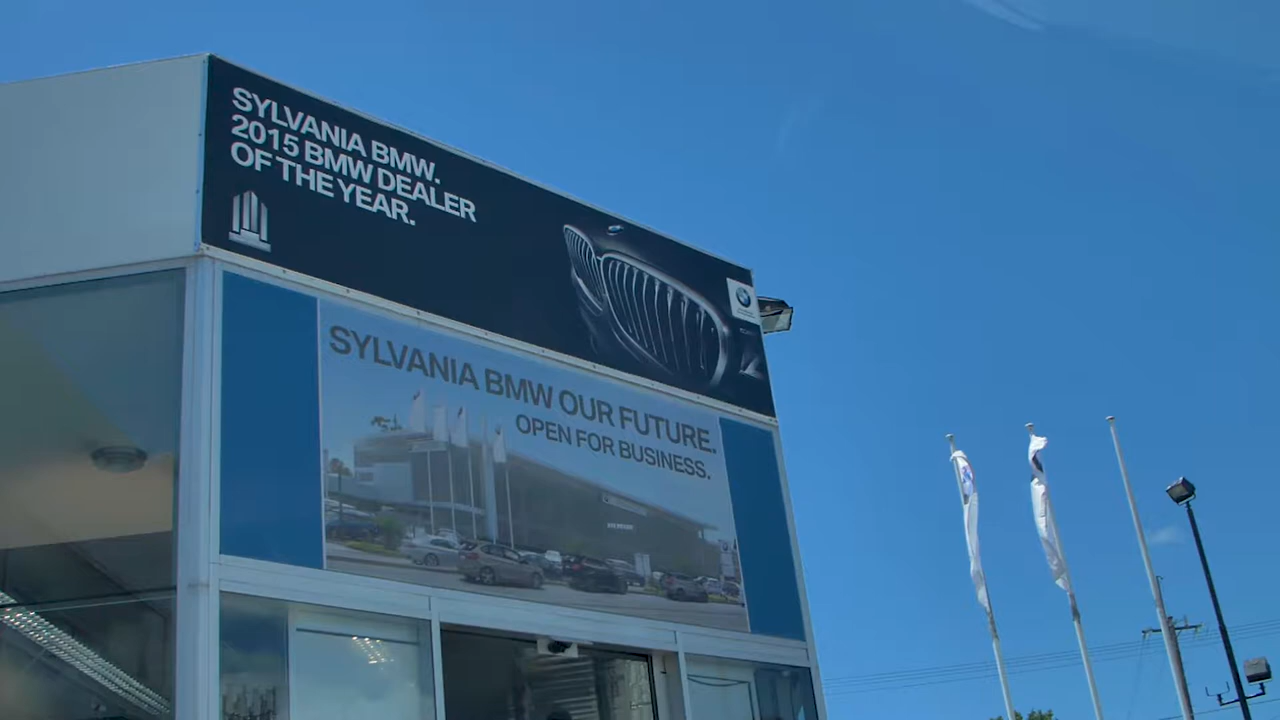 SYLVANIA BMW.
2015 BMW DEALER
OF THE YEAR.
SYLVANIA BMW OUR FUTURE.
OPEN FOR BUSINESS.